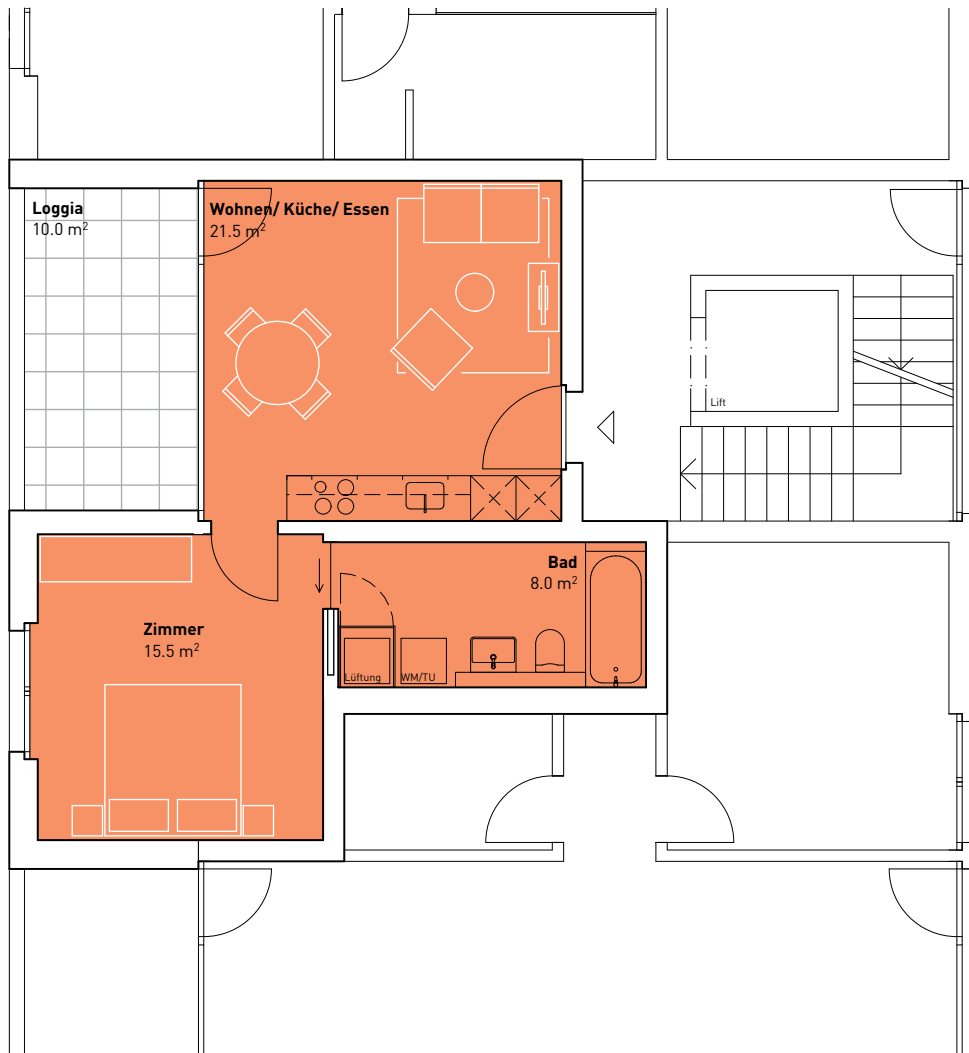 Loggia
10.0 m²
Wohnen/ Küche/ Essen
21.5 m²
Lift
Bad
8.0 m²
Zimmer
15.5 m²
Lüftung
WM/TU